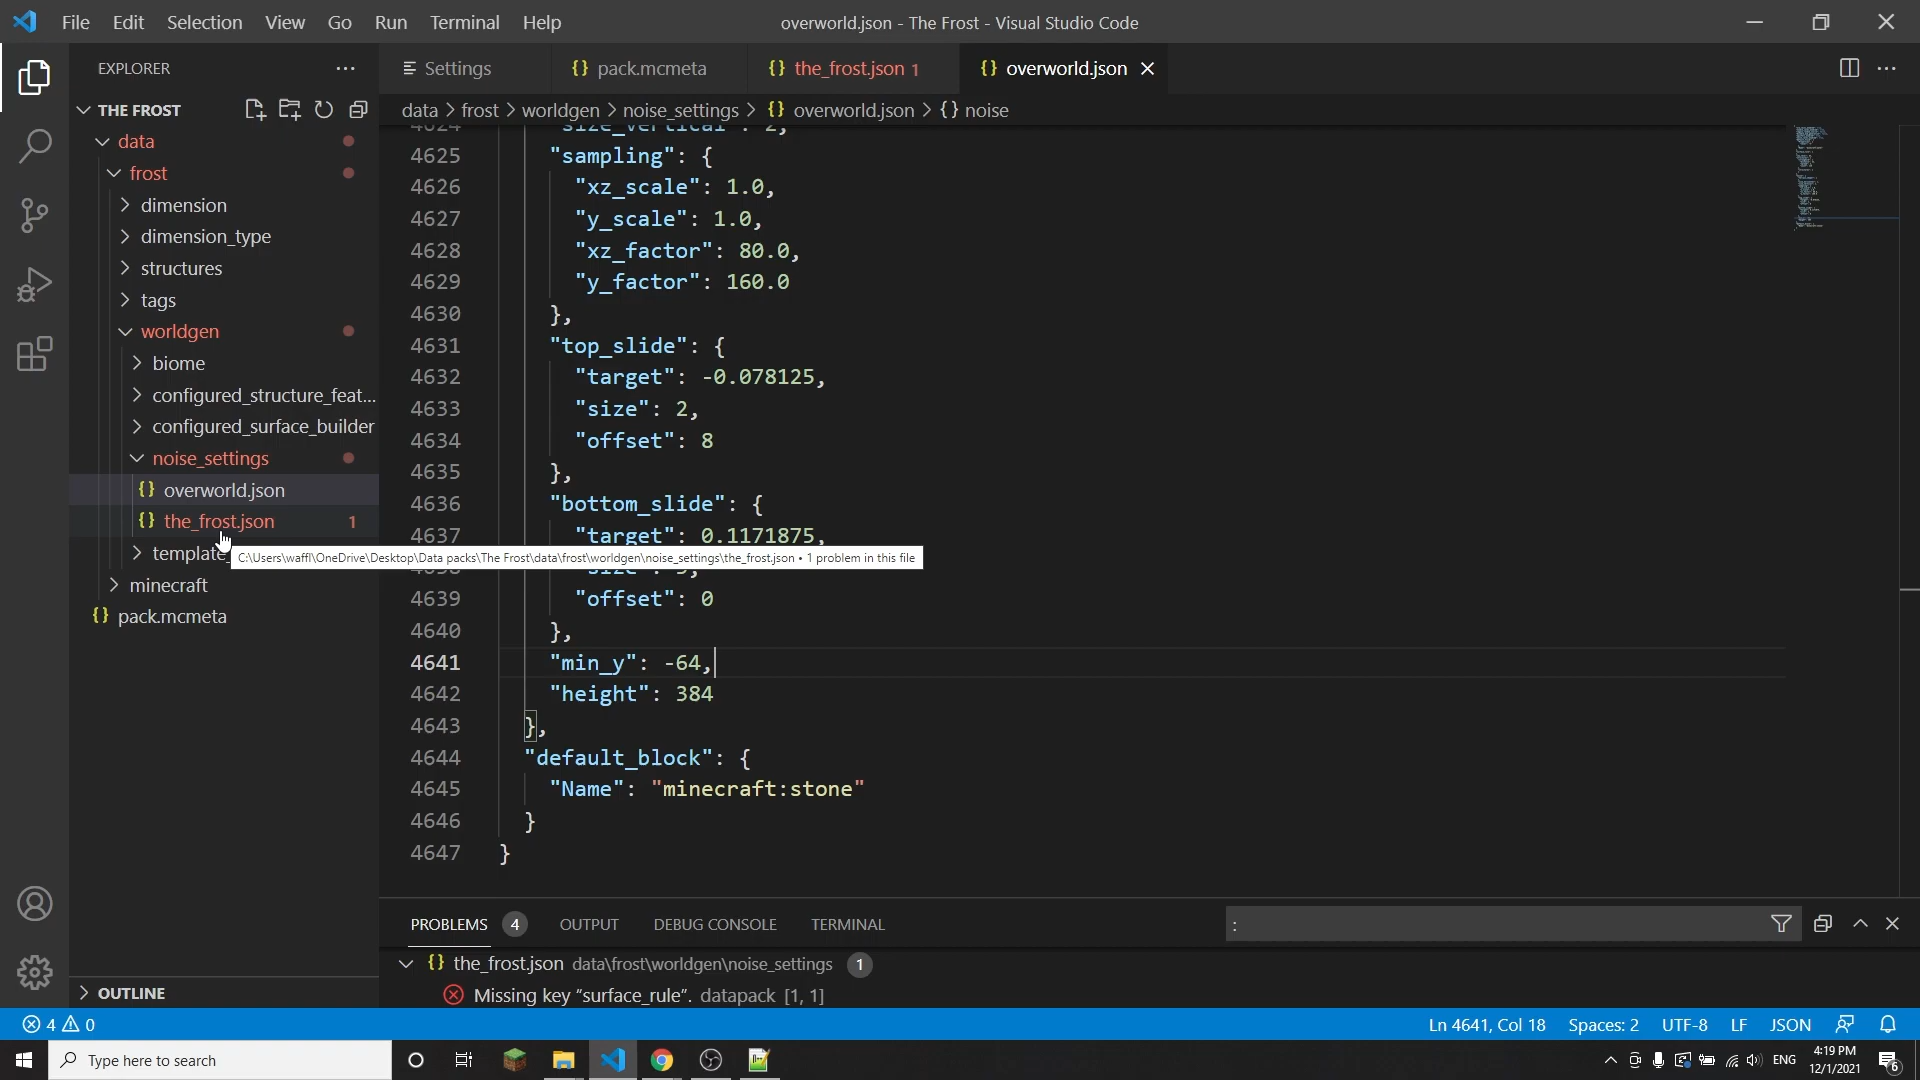 File Edit Selection View Go Run Terminal Help
overworld.json - The Frost - Visual Studio Code
EXPLORER
THE FROST
data
frost
dimension
dimension_type
structures
tags
worldgen
biome
configured_structure_feat...
configured_surface_builder
noise_settings
{} overworld.json
{} the_frost.json 1
template_
minecraft
{} pack.mcmeta
OUTLINE
Settings
{} pack.mcmeta
{} the_frost.json 1
{} overworld.json
data > frost > worldgen > noise_settings > {} overworld.json > {} noise
4624 "size_vertical": 2,
4625 "sampling": {
4626 "xz_scale": 1.0,
4627 "y_scale": 1.0,
4628 "xz_factor": 80.0,
4629 "y_factor": 160.0
4630 },
4631 "top_slide": {
4632 "target": -0.078125,
4633 "size": 2,
4634 "offset": 8
4635 },
4636 "bottom_slide": {
4637 "target": 0.1171875,
C:\Users\waffl\OneDrive\Desktop\Data packs\The Frost\data\frost\worldgen\noise_settings\the_frost.json • 1 problem in this file
4638 "size": 3,
4639 "offset": 0
4640 },
4641 "min_y": -64,
4642 "height": 384
4643 },
4644 "default_block": {
4645 "Name": "minecraft:stone"
4646 }
4647 }
PROBLEMS 4 OUTPUT DEBUG CONSOLE TERMINAL
:
{} the_frost.json data\frost\worldgen\noise_settings 1
Missing key “surface_rule”. datapack [1, 1]
4 0
Ln 4641, Col 18 Spaces: 2 UTF-8 LF JSON
Type here to search
ENG
4:19 PM
12/1/2021
6